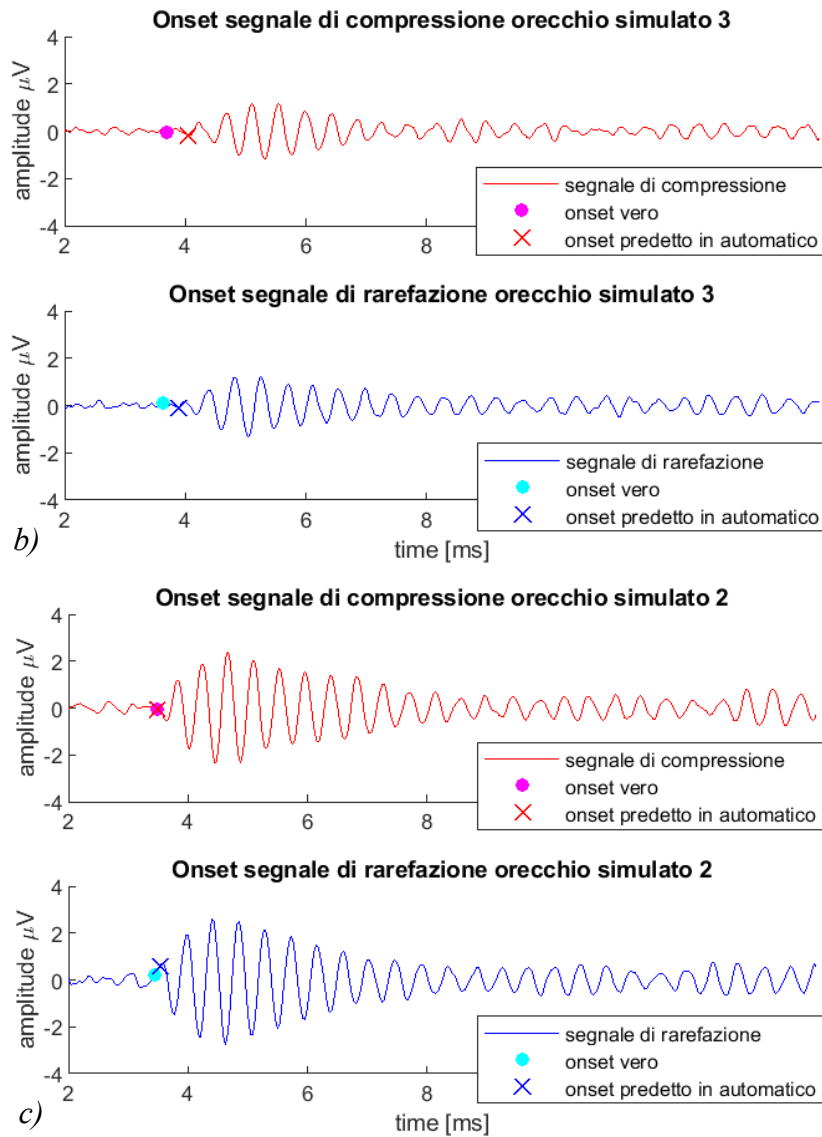 Onset segnale di compressione orecchio simulato 3
4
2
0
-2
-4
amplitude µV
2
4
6
8
segnale di compressione
onset vero
onset predetto in automatico
Onset segnale di rarefazione orecchio simulato 3
4
2
0
-2
-4
amplitude µV
2
4
6
8
segnale di rarefazione
onset vero
onset predetto in automatico
time [ms]
b)
Onset segnale di compressione orecchio simulato 2
4
2
0
-2
-4
amplitude µV
2
4
6
8
segnale di compressione
onset vero
onset predetto in automatico
Onset segnale di rarefazione orecchio simulato 2
4
2
0
-2
-4
amplitude µV
2
4
6
8
segnale di rarefazione
onset vero
onset predetto in automatico
time [ms]
c)